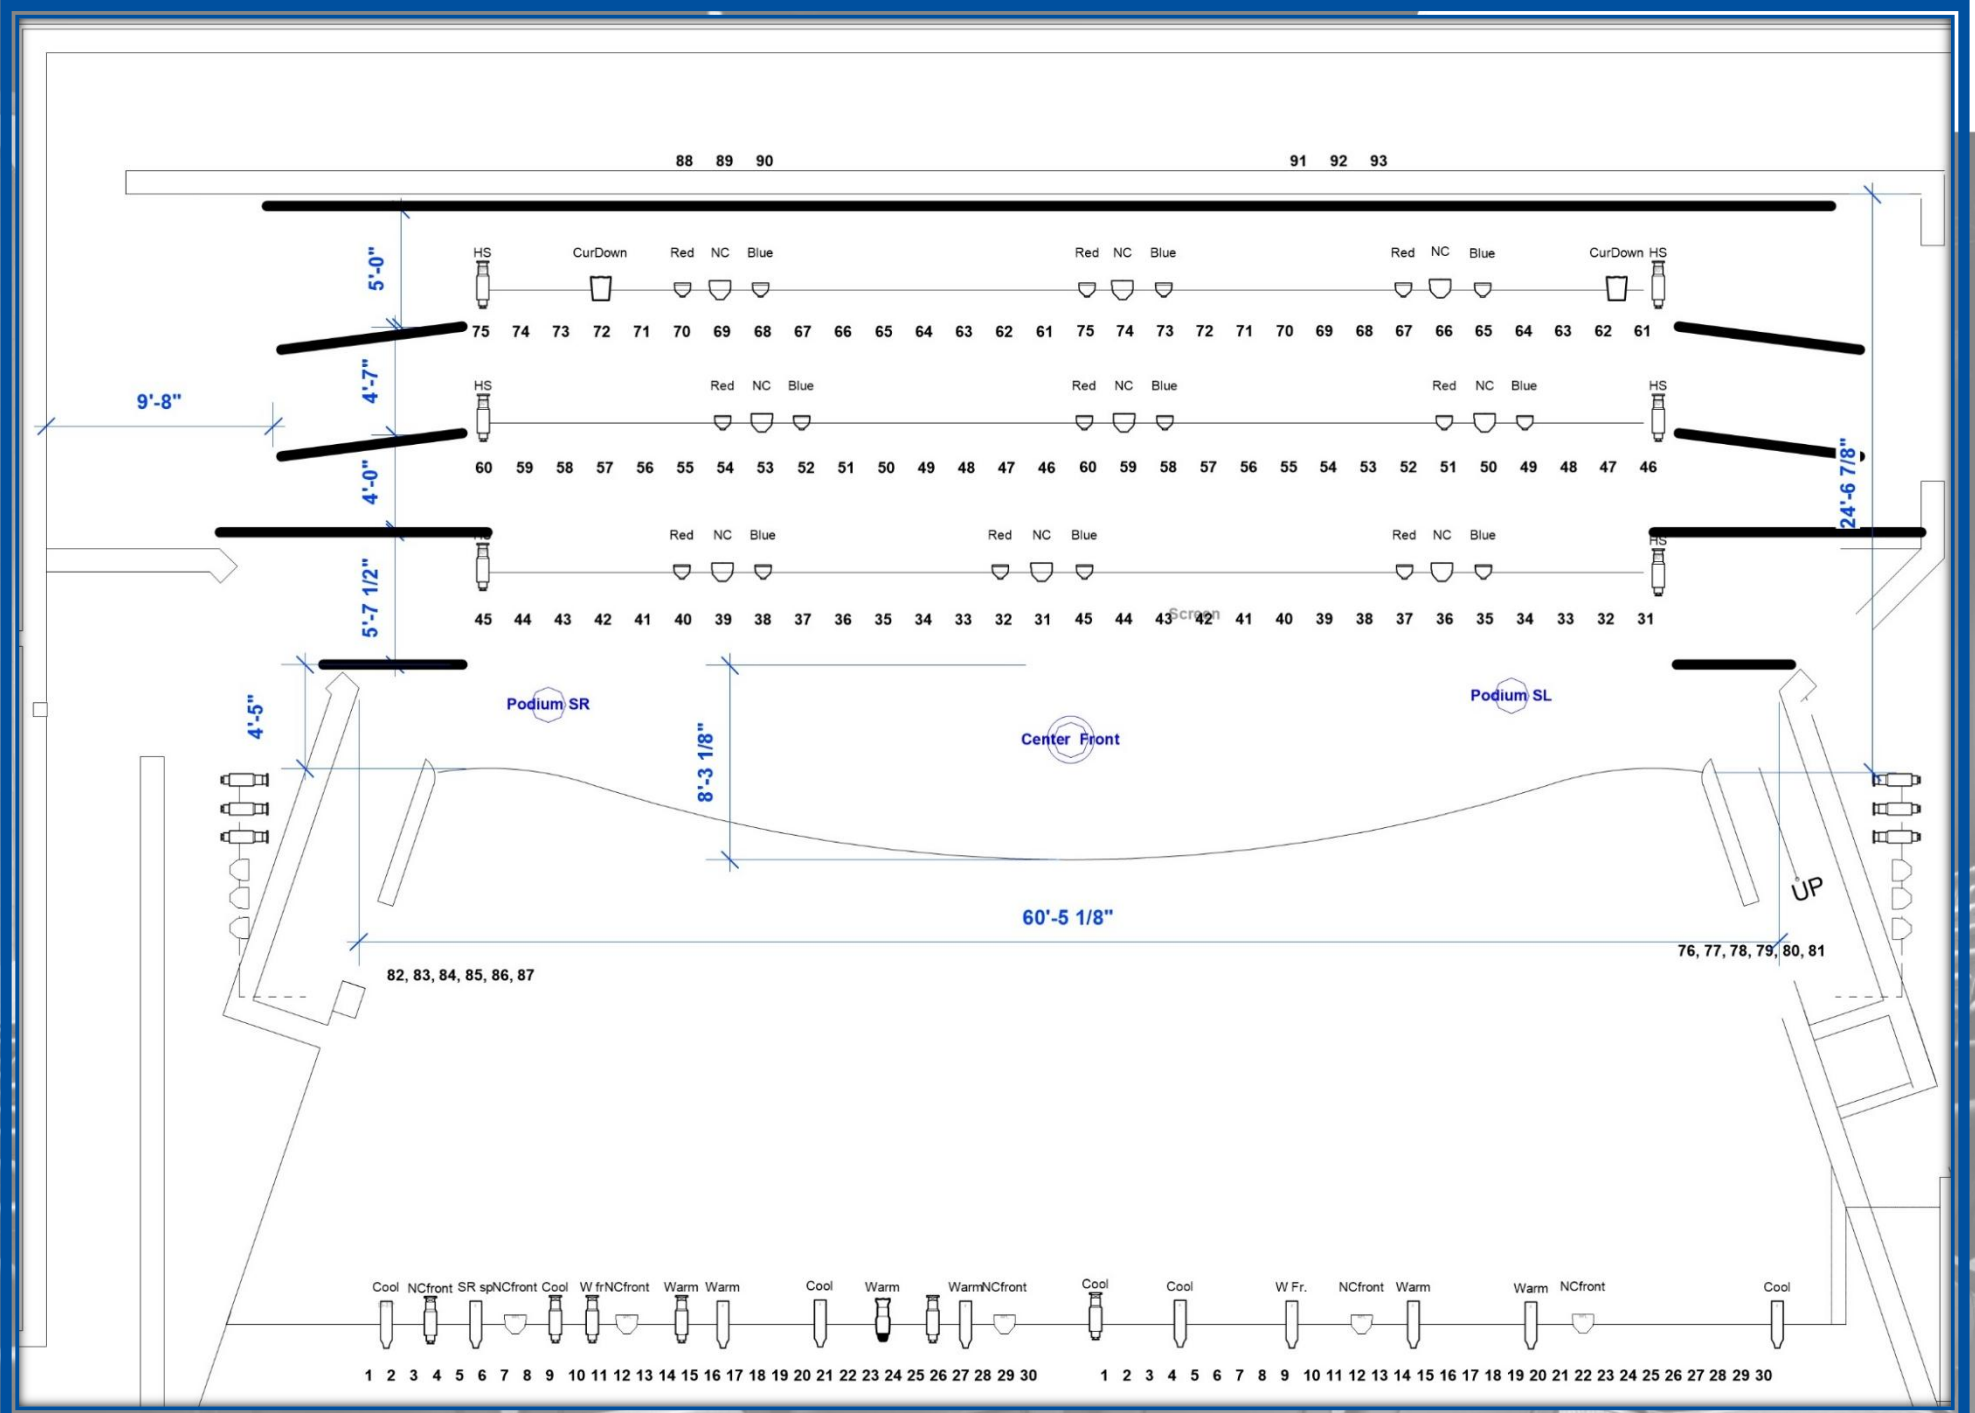 88 89 90 91 92 93
HS CurDown Red NC Blue Red NC Blue Red NC Blue CurDown HS
5'-0"
75 74 73 72 71 70 69 68 67 66 65 64 63 62 61 75 74 73 72 71 70 69 68 67 66 65 64 63 62 61
4'-7"
HS Red NC Blue Red NC Blue Red NC Blue HS
9'-8"
60 59 58 57 56 55 54 53 52 51 50 49 48 47 46 60 59 58 57 56 55 54 53 52 51 50 49 48 47 46
4'-0"
24'-6 7/8"
HS Red NC Blue Red NC Blue Red NC Blue HS
5'-7 1/2"
45 44 43 42 41 40 39 38 37 36 35 34 33 32 31 45 44 43 42 41 40 39 38 37 36 35 34 33 32 31
Screen
Podium SR
Podium SL
4'-5"
Center Front
8'-3 1/8"
UP
60'-5 1/8"
76, 77, 78, 79, 80, 81
82, 83, 84, 85, 86, 87
Cool NCfront SR sp NCfront Cool W fr NCfront Warm Warm Cool Warm Warm NCfront Cool Cool W Fr. NCfront Warm Warm NCfront Cool
1 2 3 4 5 6 7 8 9 10 11 12 13 14 15 16 17 18 19 20 21 22 23 24 25 26 27 28 29 30 1 2 3 4 5 6 7 8 9 10 11 12 13 14 15 16 17 18 19 20 21 22 23 24 25 26 27 28 29 30